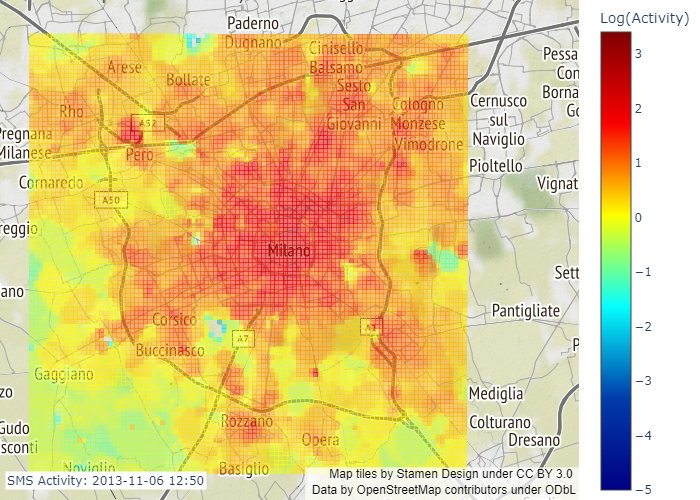 Paderno
Dugnano
Cinisello
Balsamo
Arese
Bollate
Sesto
San
Giovanni
Cologno
Monzese
Vimodrone
Pessa
Con
Borna
Go
Cernusco
sul
Naviglio
Rho
A52
Pregnana
Milanese
Pero
Pioltello
Cornaredo
A50
Vignat
reggio
Milano
Sett
ano
Corsico
A7
Pantigliate
Buccinasco
Gaggiano
P
zo
Mediglia
Rozzano
Colturano
Gudo
sconti
Opera
Dresano
Noviglio
Basiglio
SMS Activity: 2013-11-06 12:50
Map tiles by Stamen Design under CC BY 3.0
Data by OpenStreetMap contributors under ODbL
Log(Activity)
3
2
1
0
−1
−2
−3
−4
−5